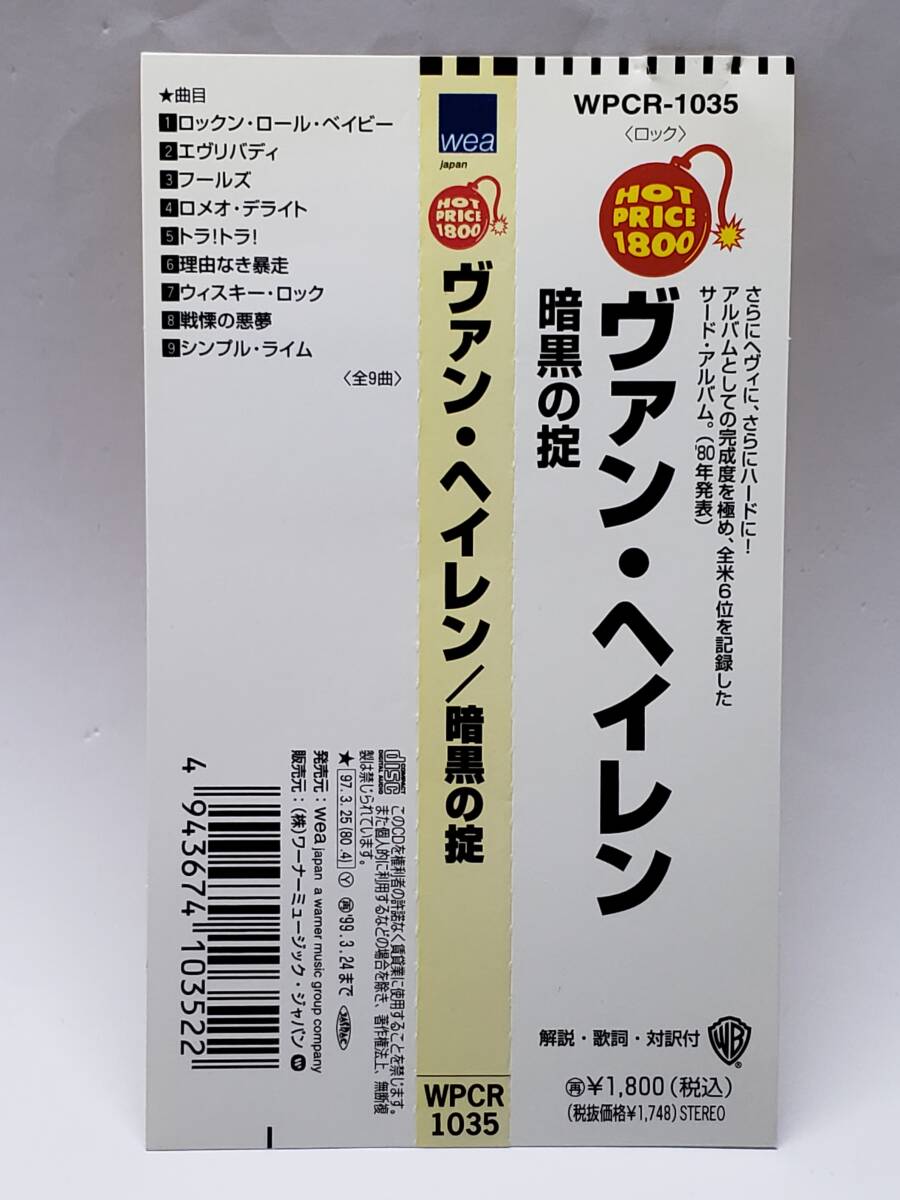 ★曲目
1 ロックン・ロール・ベイビー
2 エヴリバディ
3 フールズ
4 ロメオ・デライト
5 トラ!トラ!
6 理由なき暴走
7 ウィスキー・ロック
8 戦慄の悪夢
9 シンプル・ライム
〈全9曲〉
COMPACT
disc
DIGITAL AUDIO
このCDを権利者の許諾なく賃貸業に使用することを禁じます。
また個人的に利用するなどの場合を除き、著作権法上、無断複
製は禁じられています。
★ 97.3.25(80.4) Y 再 '99.3.24まで
発売元:wea japan a warner music group company
販売元:(株)ワーナーミュージック・ジャパン
4 943674 103522
wea
japan
HOT
PRICE
1800
ヴァン・ヘイレン/暗黒の掟
WPCR
1035
WPCR-1035
〈ロック〉
HOT
PRICE
1800
さらにヘヴィに、さらにハードに!
アルバムとしての完成度を極め、全米6位を記録した
サード・アルバム。('80年発表)
ヴァン・ヘイレン
暗黒の掟
解説・歌詞・対訳付
WB
再¥1,800(税込)
(税抜価格¥1,748)STEREO